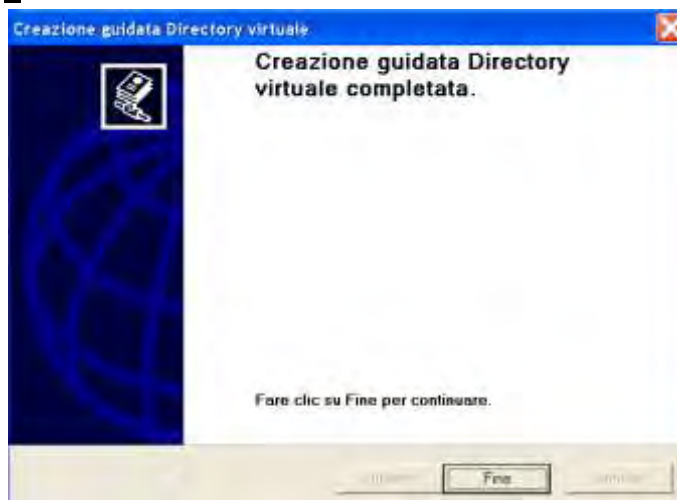 Creazione guidata Directory virtuale
Creazione guidata Directory
virtuale completata.
Fare clic su Fine per continuare.
Fine